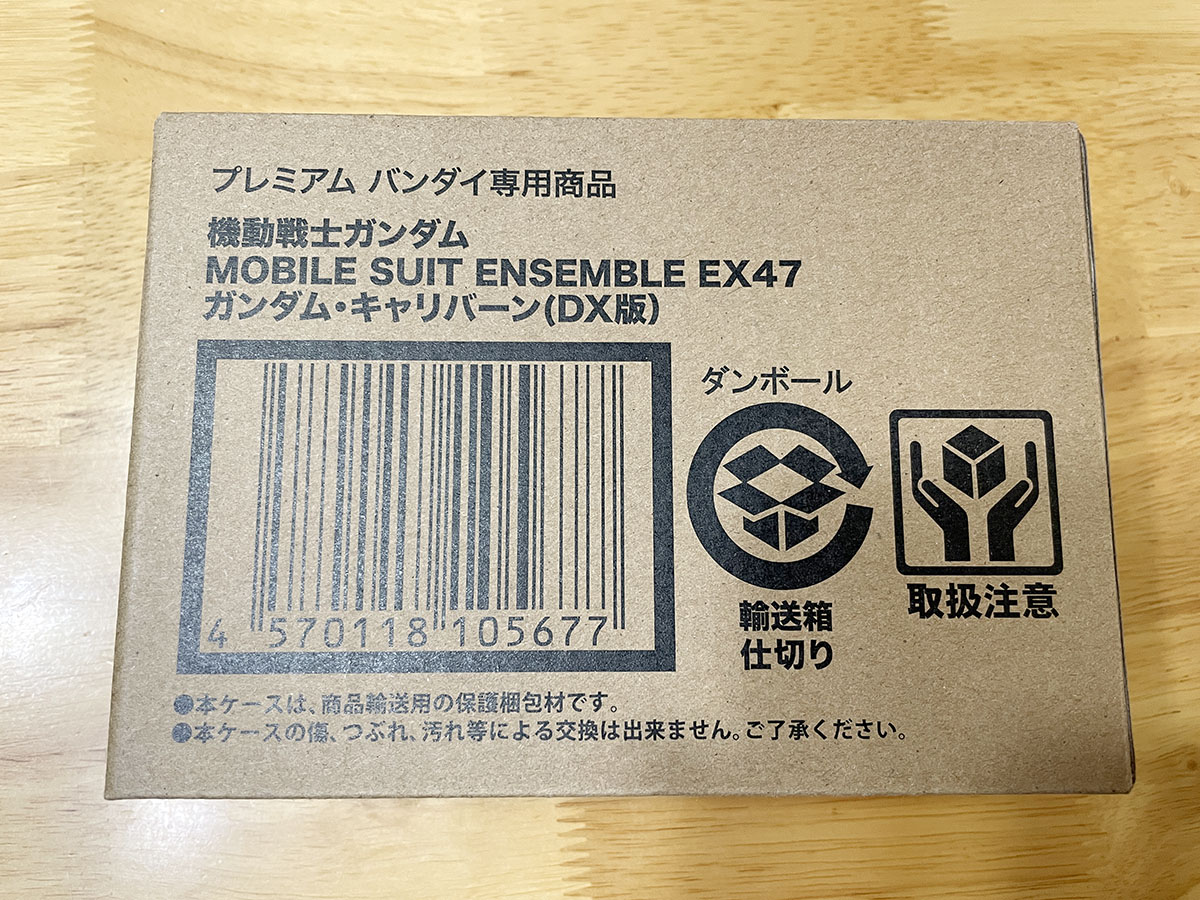 プレミアム バンダイ専用商品
機動戦士ガンダム
MOBILE SUIT ENSEMBLE EX47
ガンダム・キャリバーン(DX版)
ダンボール
輸送箱
仕切り
取扱注意
4 570118 105677
●本ケースは、商品輸送用の保護梱包材です。
●本ケースの傷、つぶれ、汚れ等による交換は出来ません。ご了承ください。